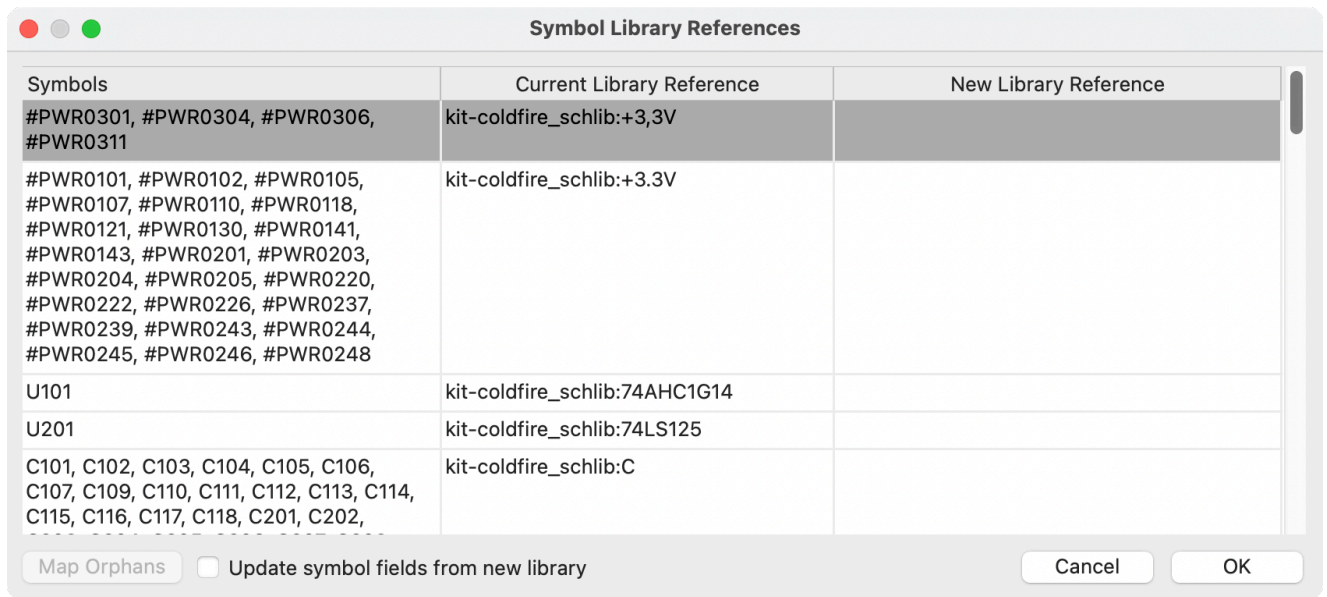 Symbol Library References
Symbols Current Library Reference New Library Reference
#PWR0301, #PWR0304, #PWR0306, kit-coldfire_schlib:+3,3V
#PWR0311
#PWR0101, #PWR0102, #PWR0105, kit-coldfire_schlib:+3.3V
#PWR0107, #PWR0110, #PWR0118,
#PWR0121, #PWR0130, #PWR0141,
#PWR0143, #PWR0201, #PWR0203,
#PWR0204, #PWR0205, #PWR0220,
#PWR0222, #PWR0226, #PWR0237,
#PWR0239, #PWR0243, #PWR0244,
#PWR0245, #PWR0246, #PWR0248
U101 kit-coldfire_schlib:74AHC1G14
U201 kit-coldfire_schlib:74LS125
C101, C102, C103, C104, C105, C106, kit-coldfire_schlib:C
C107, C109, C110, C111, C112, C113, C114,
C115, C116, C117, C118, C201, C202,
Map Orphans Update symbol fields from new library Cancel OK